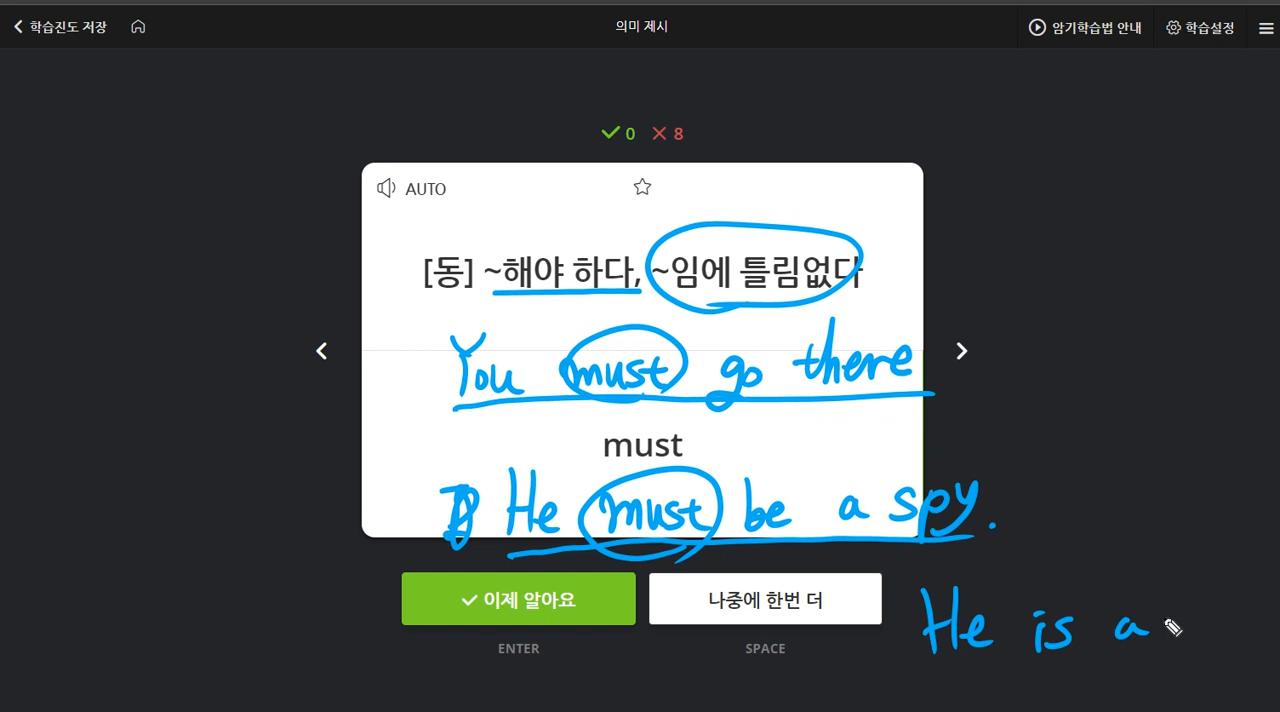 학습진도 저장 의미 제시 암기학습법 안내 학습설정
0 8
AUTO
[동] ~해야 하다, ~임에 틀림없다
You must go there
must
He must be a spy.
이제 알아요 나중에 한번 더
He is a
ENTER SPACE